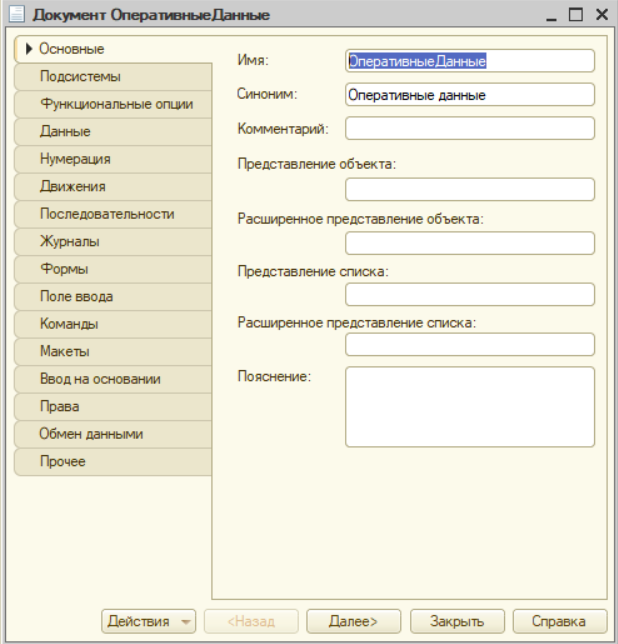 Документ ОперативныеДанные
Основные
Подсистемы
Функциональные опции
Данные
Нумерация
Движения
Последовательности
Журналы
Формы
Поле ввода
Команды
Макеты
Ввод на основании
Права
Обмен данными
Прочее
Имя: ОперативныеДанные
Синоним: Оперативные данные
Комментарий:
Представление объекта:
Расширенное представление объекта:
Представление списка:
Расширенное представление списка:
Пояснение:
Действия <Назад Далее> Закрыть Справка